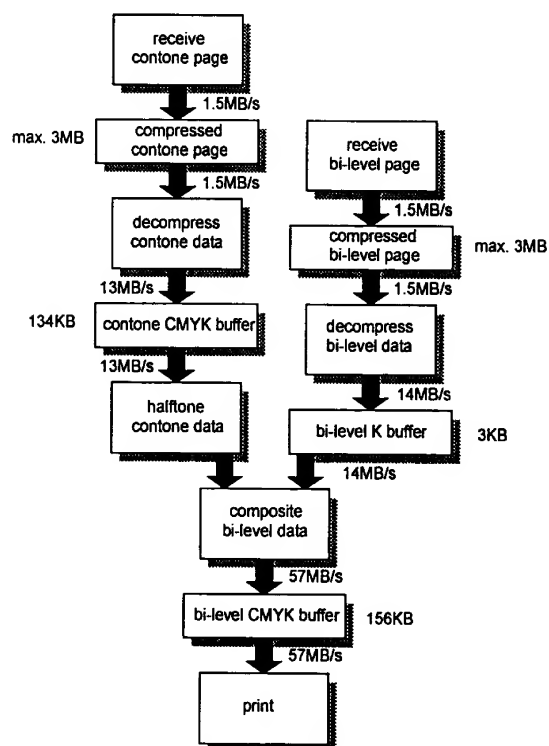 receive
contone page
1.5MB/s
max. 3MB
compressed
contone page
1.5MB/s
decompress
contone data
13MB/s
134KB
contone CMYK buffer
13MB/s
halftone
contone data
receive
bi-level page
1.5MB/s
compressed
bi-level page
max. 3MB
1.5MB/s
decompress
bi-level data
14MB/s
bi-level K buffer
3KB
14MB/s
composite
bi-level data
57MB/s
bi-level CMYK buffer
156KB
57MB/s
print